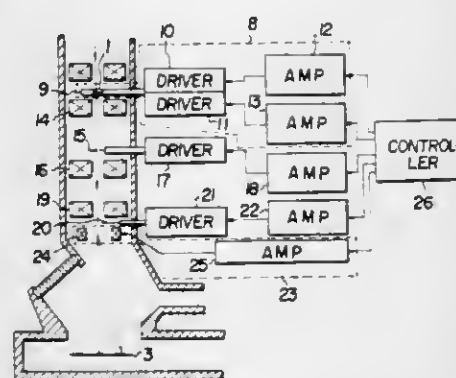 10
8
12
1
DRIVER
AMP
9
DRIVER
14
11
13
AMP
15
DRIVER
CONTROL
LER
16
17
18
AMP
26
19
21
20
DRIVER
22
AMP
24
25
AMP
23
3